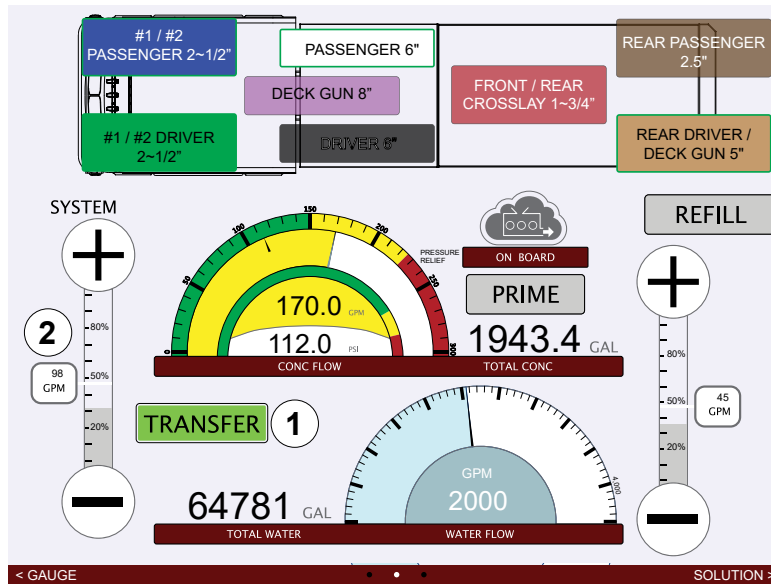 #1 / #2
PASSENGER 2~1/2”
PASSENGER 6"
REAR PASSENGER
2.5"
DECK GUN 8”
FRONT / REAR
CROSSLAY 1~3/4”
#1 / #2 DRIVER
2~1/2”
DRIVER 6"
REAR DRIVER /
DECK GUN 5"
SYSTEM
REFILL
0
50
100
150
200
250
300
PRESSURE
RELIEF
ON BOARD
PRIME
170.0 GPM
112.0 PSI
1943.4 GAL
CONC FLOW
TOTAL CONC
2
80%
50%
20%
98
GPM
80%
50%
20%
45
GPM
TRANSFER
1
4,000
GPM
2000
64781 GAL
TOTAL WATER
WATER FLOW
< GAUGE
SOLUTION >